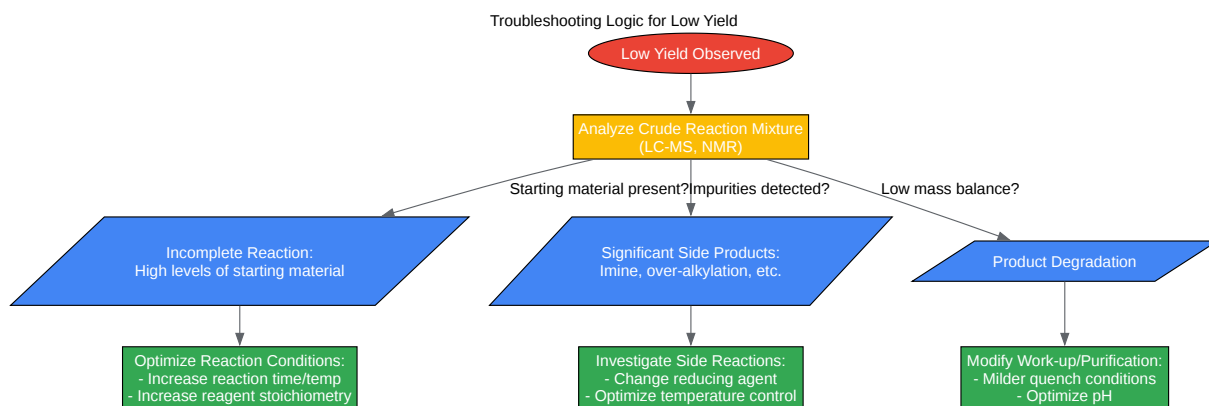 Troubleshooting Logic for Low Yield
Low Yield Observed
Analyze Crude Reaction Mixture
(LC-MS, NMR)
Starting material present?
Impurities detected?
Low mass balance?
Incomplete Reaction:
High levels of starting material
Significant Side Products:
Imine, over-alkylation, etc.
Product Degradation
Optimize Reaction Conditions:
- Increase reaction time/temp
- Increase reagent stoichiometry
Investigate Side Reactions:
- Change reducing agent
- Optimize temperature control
Modify Work-up/Purification:
- Milder quench conditions
- Optimize pH